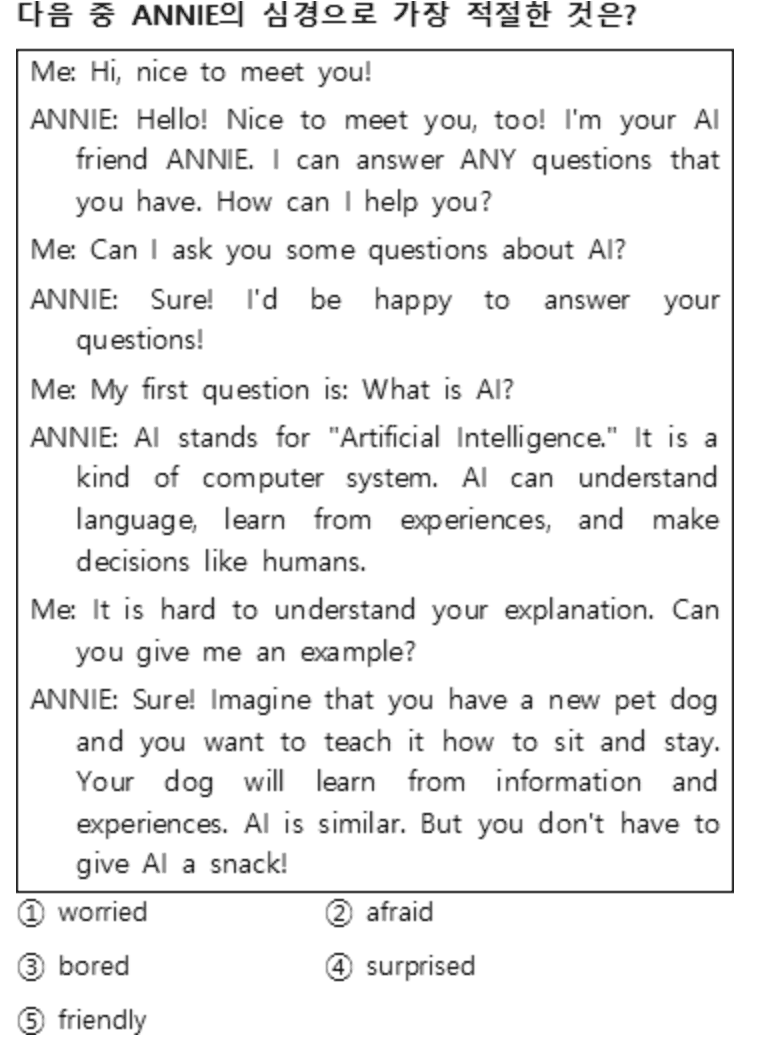 다음 중 ANNIE의 심경으로 가장 적절한 것은?
Me: Hi, nice to meet you!
ANNIE: Hello! Nice to meet you, too! I'm your AI
friend ANNIE. I can answer ANY questions that
you have. How can I help you?
Me: Can I ask you some questions about AI?
ANNIE: Sure! I'd be happy to answer your
questions!
Me: My first question is: What is AI?
ANNIE: AI stands for "Artificial Intelligence." It is a
kind of computer system. AI can understand
language, learn from experiences, and make
decisions like humans.
Me: It is hard to understand your explanation. Can
you give me an example?
ANNIE: Sure! Imagine that you have a new pet dog
and you want to teach it how to sit and stay.
Your dog will learn from information and
experiences. AI is similar. But you don't have to
give AI a snack!
① worried ② afraid
③ bored ④ surprised
⑤ friendly